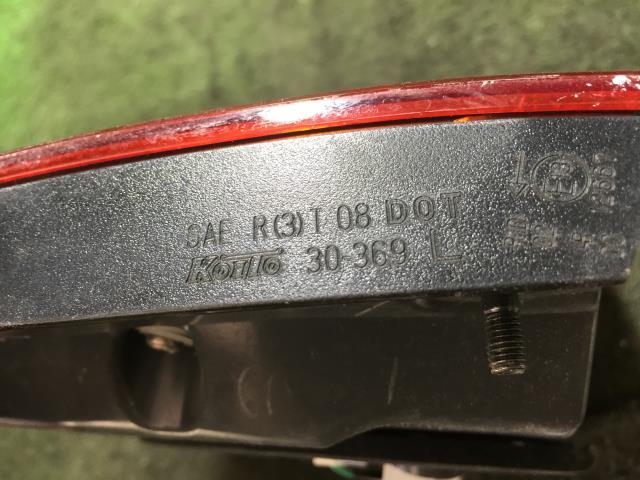 SAE R(3) T 08 DOT
KOITO 30-369 L